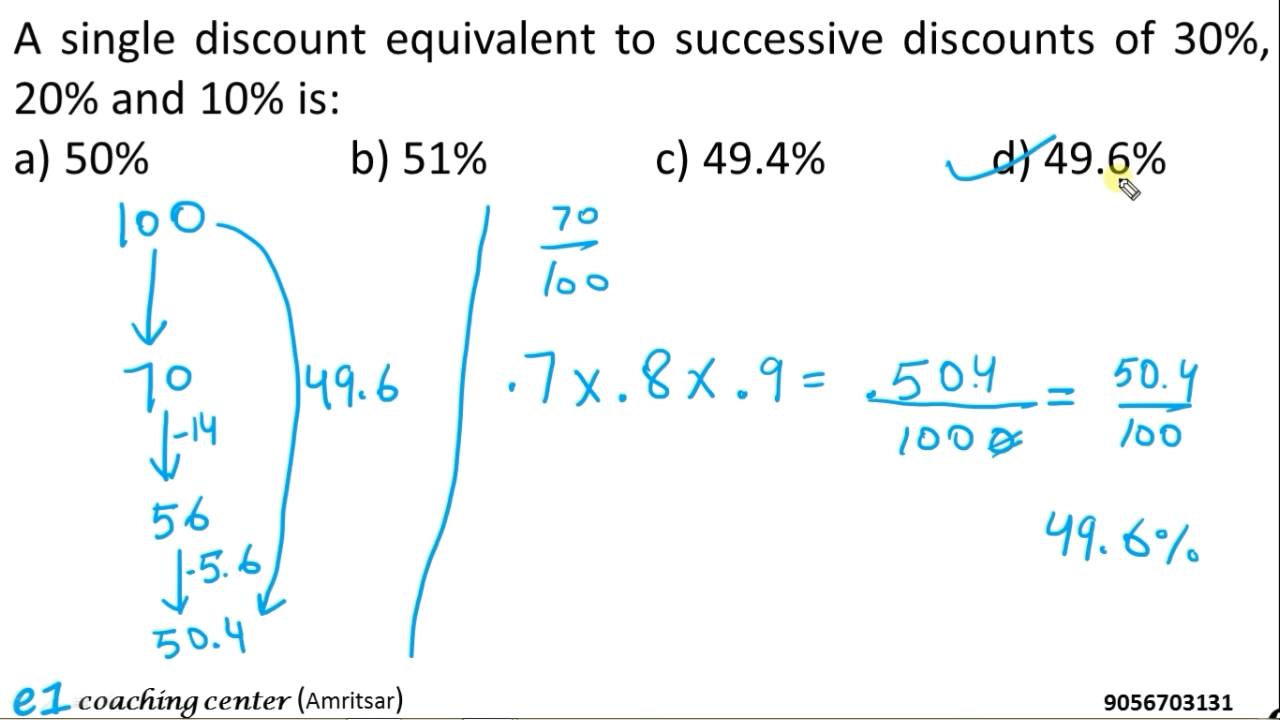 A single discount equivalent to successive discounts of 30%,
20% and 10% is:
a) 50% b) 51% c) 49.4% d) 49.6%
100
70
-14
56
-5.6
50.4
49.6
70
100
.7 x .8 x .9 = .504 = 50.4
1000 100
49.6%
e1 coaching center (Amritsar) 9056703131